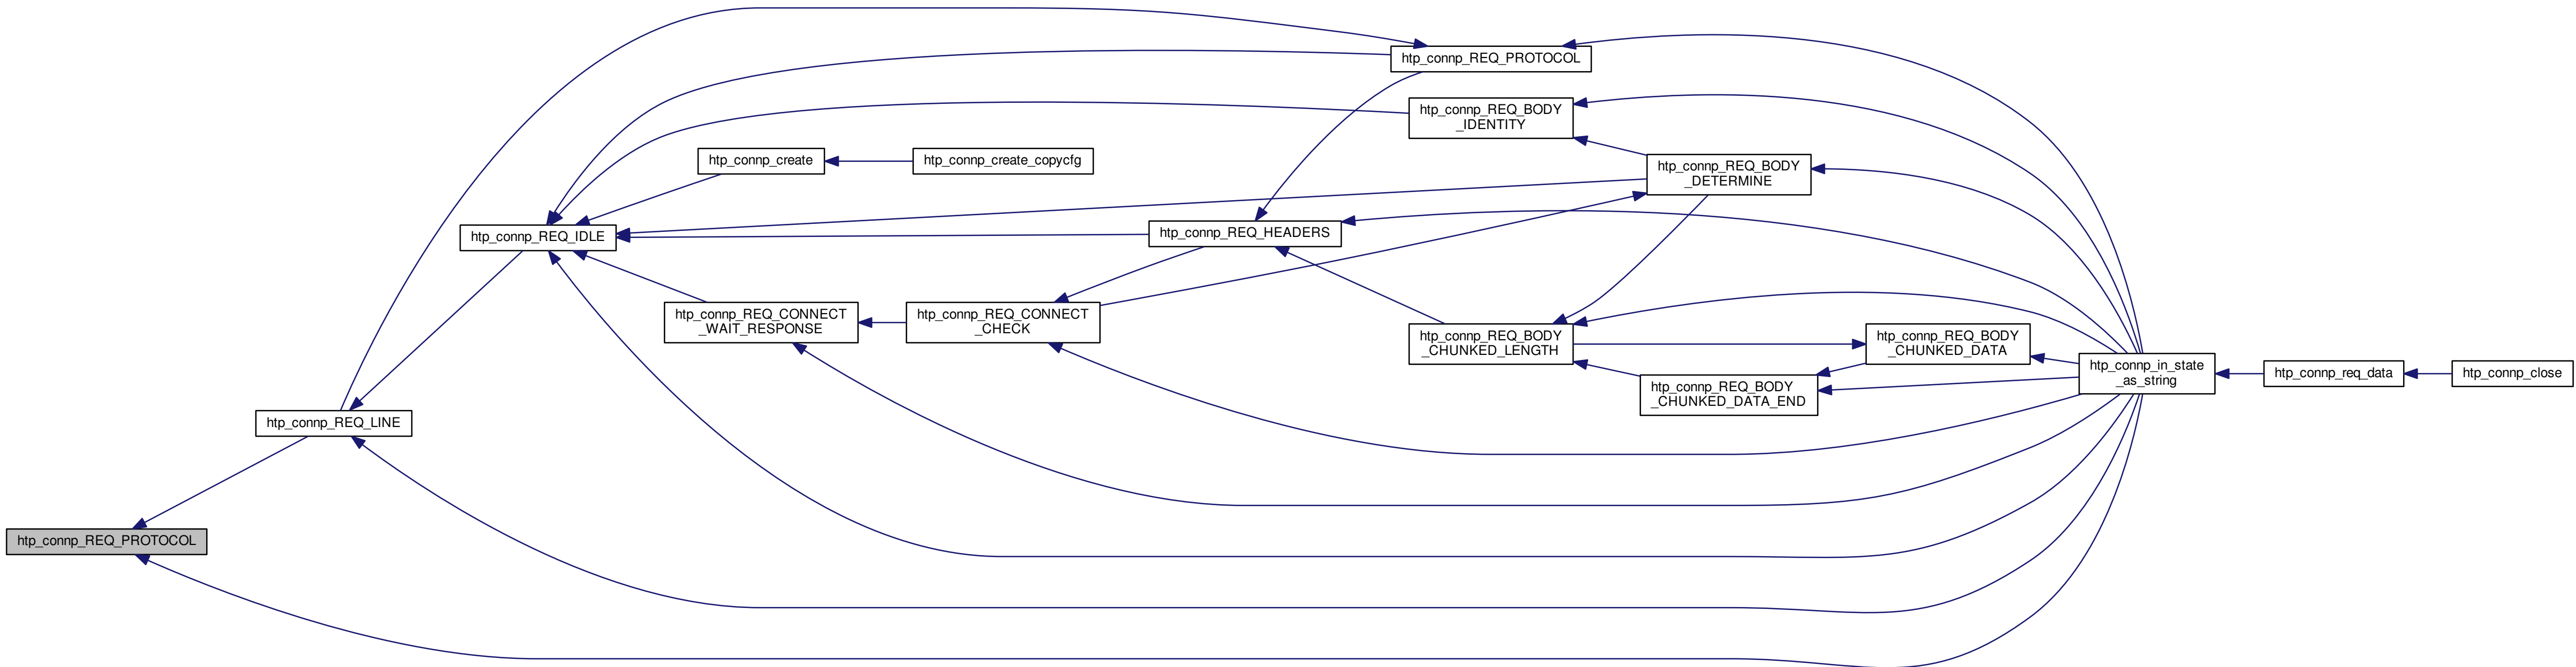 htp_connp_REQ_PROTOCOL
htp_connp_REQ_BODY
_IDENTITY
htp_connp_create
htp_connp_create_copycfg
htp_connp_REQ_BODY
_DETERMINE
htp_connp_REQ_IDLE
htp_connp_REQ_HEADERS
htp_connp_REQ_CONNECT
_WAIT_RESPONSE
htp_connp_REQ_CONNECT
_CHECK
htp_connp_REQ_BODY
_CHUNKED_LENGTH
htp_connp_REQ_BODY
_CHUNKED_DATA
htp_connp_in_state
_as_string
htp_connp_req_data
htp_connp_close
htp_connp_REQ_BODY
_CHUNKED_DATA_END
htp_connp_REQ_LINE
htp_connp_REQ_PROTOCOL